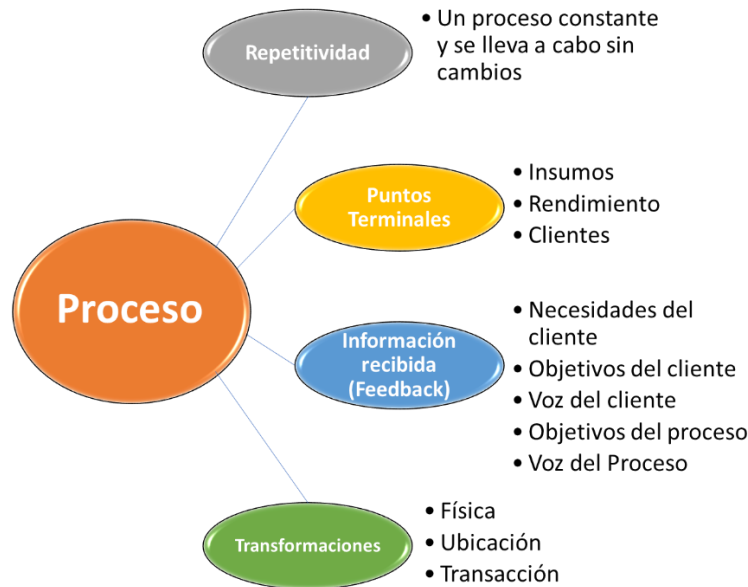 Proceso
Repetitividad
• Un proceso constante
y se lleva a cabo sin
cambios
Puntos
Terminales
• Insumos
• Rendimiento
• Clientes
Información
recibida
(Feedback)
• Necesidades del
cliente
• Objetivos del cliente
• Voz del cliente
• Objetivos del proceso
• Voz del Proceso
Transformaciones
• Física
• Ubicación
• Transacción